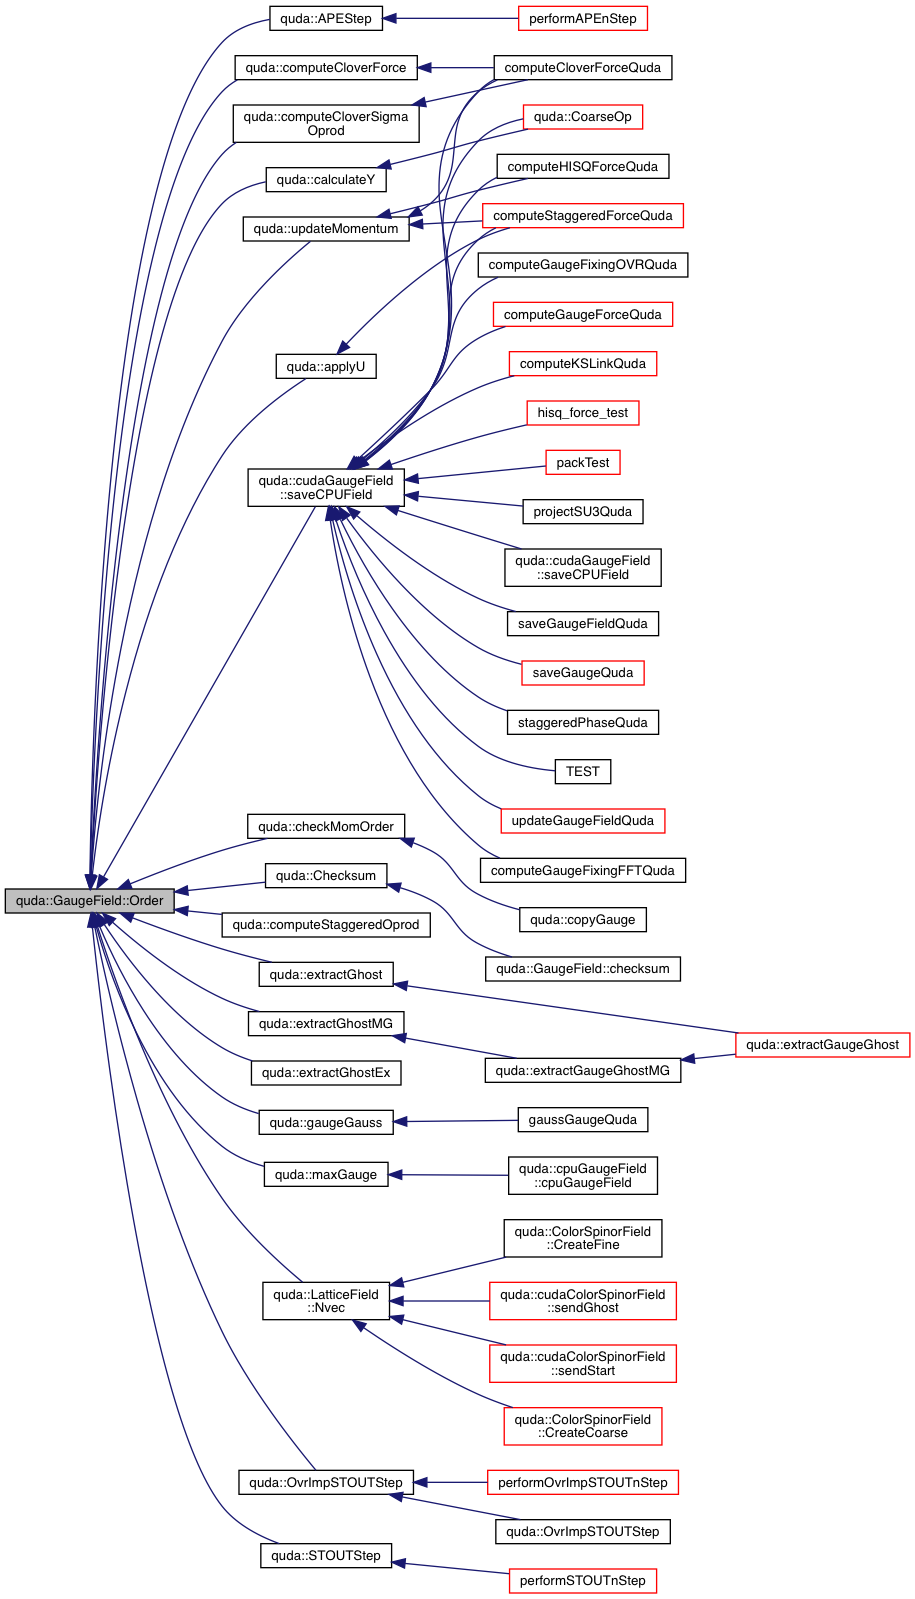 quda::APEStep
performAPEnStep
quda::computeCloverForce
computeCloverForceQuda
quda::computeCloverSigma
Oprod
quda::CoarseOp
quda::calculateY
computeHISQForceQuda
quda::updateMomentum
computeStaggeredForceQuda
computeGaugeFixingOVRQuda
computeGaugeForceQuda
quda::applyU
computeKSLinkQuda
hisq_force_test
packTest
quda::cudaGaugeField
::saveCPUField
projectSU3Quda
quda::cudaGaugeField
::saveCPUField
saveGaugeFieldQuda
saveGaugeQuda
staggeredPhaseQuda
TEST
updateGaugeFieldQuda
quda::checkMomOrder
computeGaugeFixingFFTQuda
quda::Checksum
quda::GaugeField::Order
quda::copyGauge
quda::computeStaggeredOprod
quda::GaugeField::checksum
quda::extractGhost
quda::extractGhostMG
quda::extractGaugeGhost
quda::extractGhostEx
quda::extractGaugeGhostMG
quda::gaugeGauss
gaussGaugeQuda
quda::maxGauge
quda::cpuGaugeField
::cpuGaugeField
quda::ColorSpinorField
::CreateFine
quda::LatticeField
::Nvec
quda::cudaColorSpinorField
::sendGhost
quda::cudaColorSpinorField
::sendStart
quda::ColorSpinorField
::CreateCoarse
quda::OvrImpSTOUTStep
performOvrImpSTOUTnStep
quda::OvrImpSTOUTStep
quda::STOUTStep
performSTOUTnStep